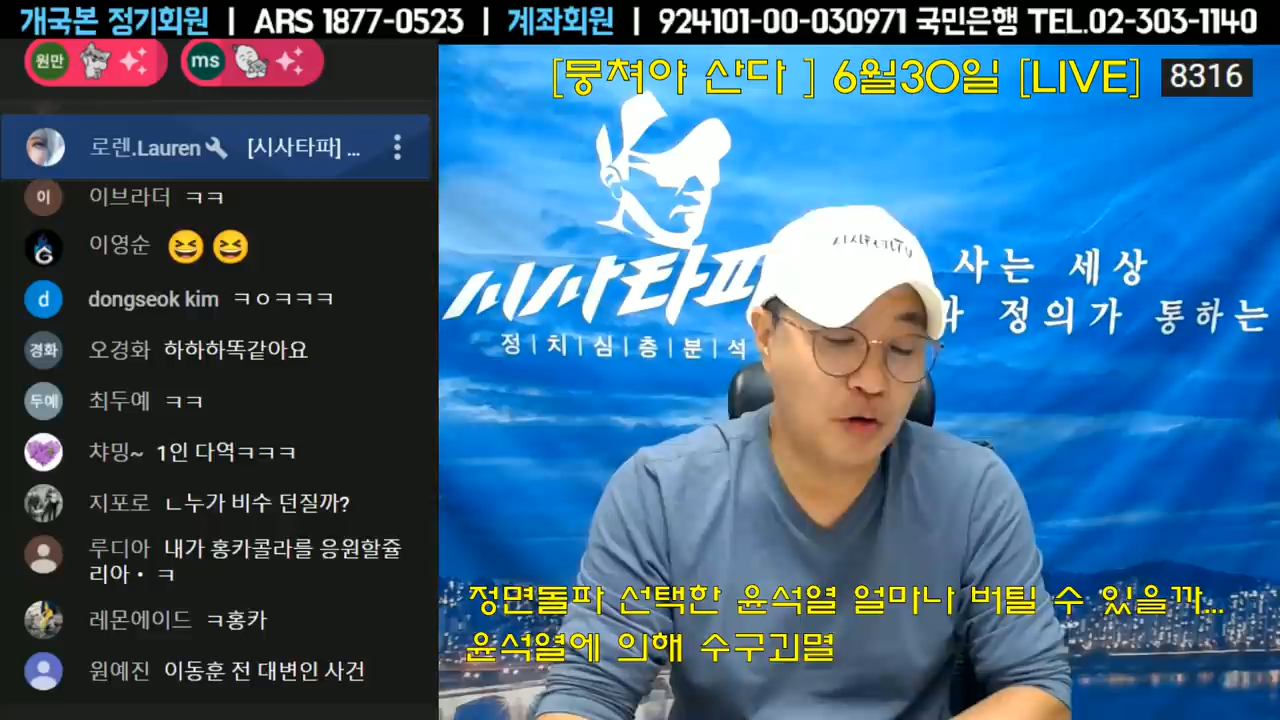 개국본 정기회원 | ARS 1877-0523 | 계좌회원 | 924101-00-030971 국민은행 TEL.02-303-1140
원만
ms
로렌.Lauren [시사타파] ...
이 이브라더 ㅋㅋ
G 이영순 😆😆
d dongseok kim ㅋㅇㅋㅋㅋ
경화 오경화 하하하똑같아요
두예 최두예 ㅋㅋ
챠밍~ 1인 다역ㅋㅋㅋ
지포로 ㄴ누가 비수 던질까?
루디아 내가 홍카콜라를 응원할쥴
리아· ㅋ
레몬에이드 ㅋ홍카
원예진 이동훈 전 대변인 사건
[뭉쳐야 산다 ] 6월30일 [LIVE] 8316
시사타파
정|치|심|층|분|석
사는 세상
정의가 통하는
정면돌파 선택한 윤석열 얼마나 버틸 수 있을까...
윤석열에 의해 수구괴멸